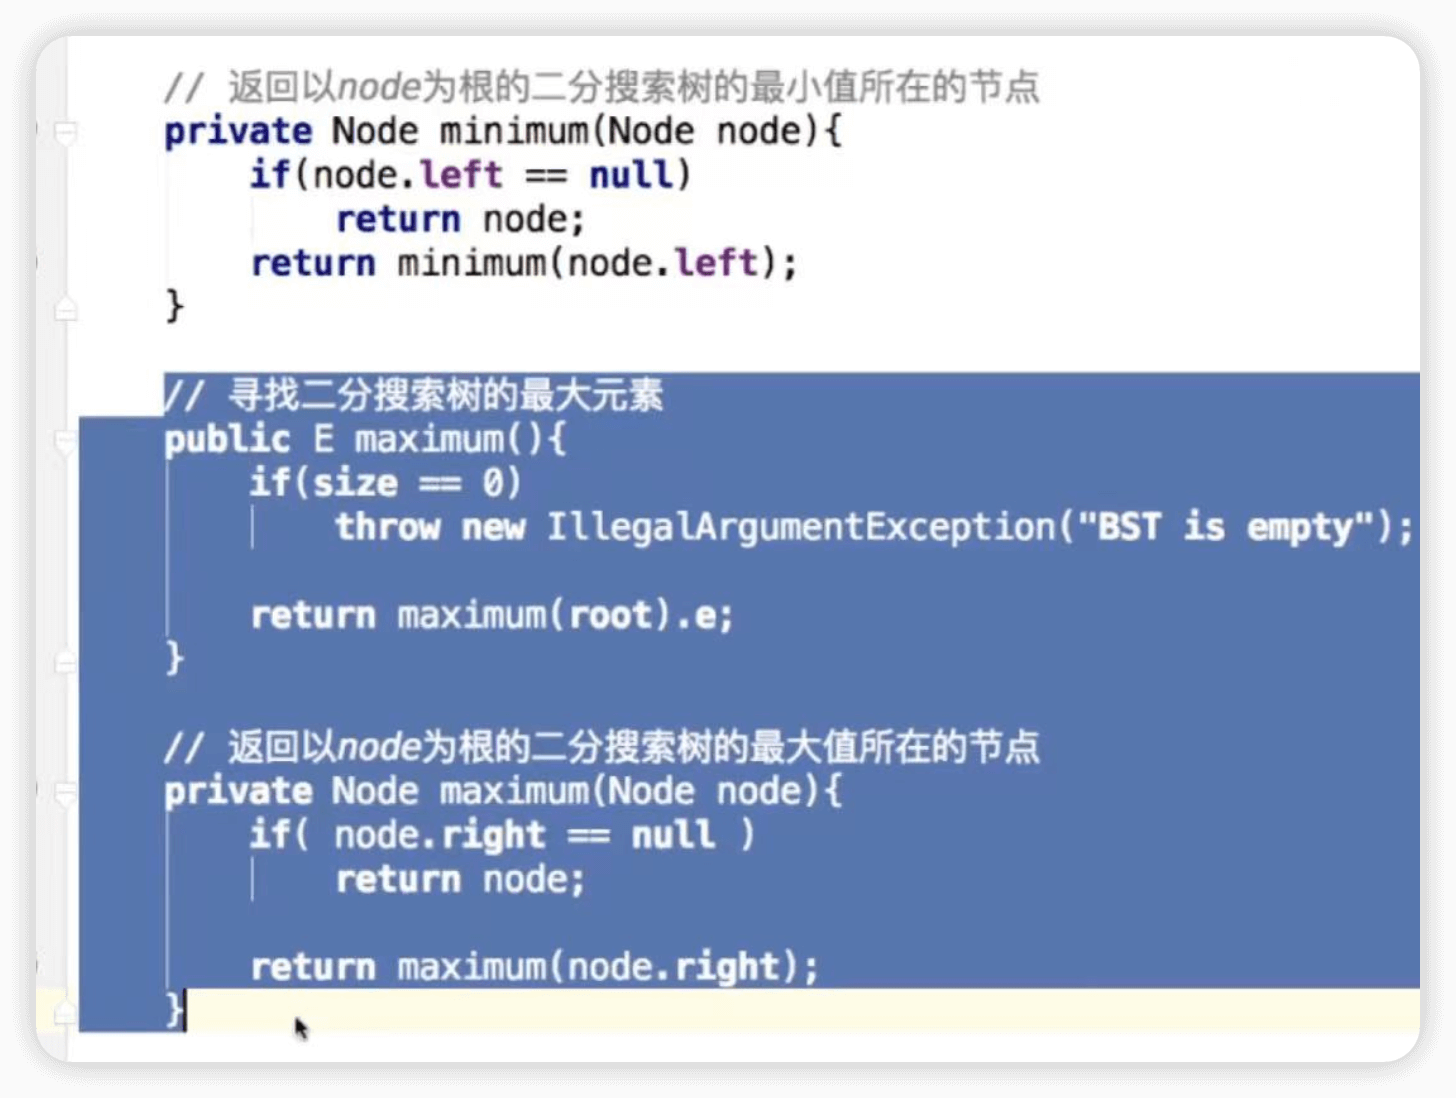 // 返回以node为根的二分搜索树的最小值所在的节点
private Node minimum(Node node){
if(node.left == null)
return node;
return minimum(node.left);
}
// 寻找二分搜索树的最大元素
public E maximum(){
if(size == 0)
throw new IllegalArgumentException("BST is empty");
return maximum(root).e;
}
// 返回以node为根的二分搜索树的最大值所在的节点
private Node maximum(Node node){
if( node.right == null )
return node;
return maximum(node.right);
}